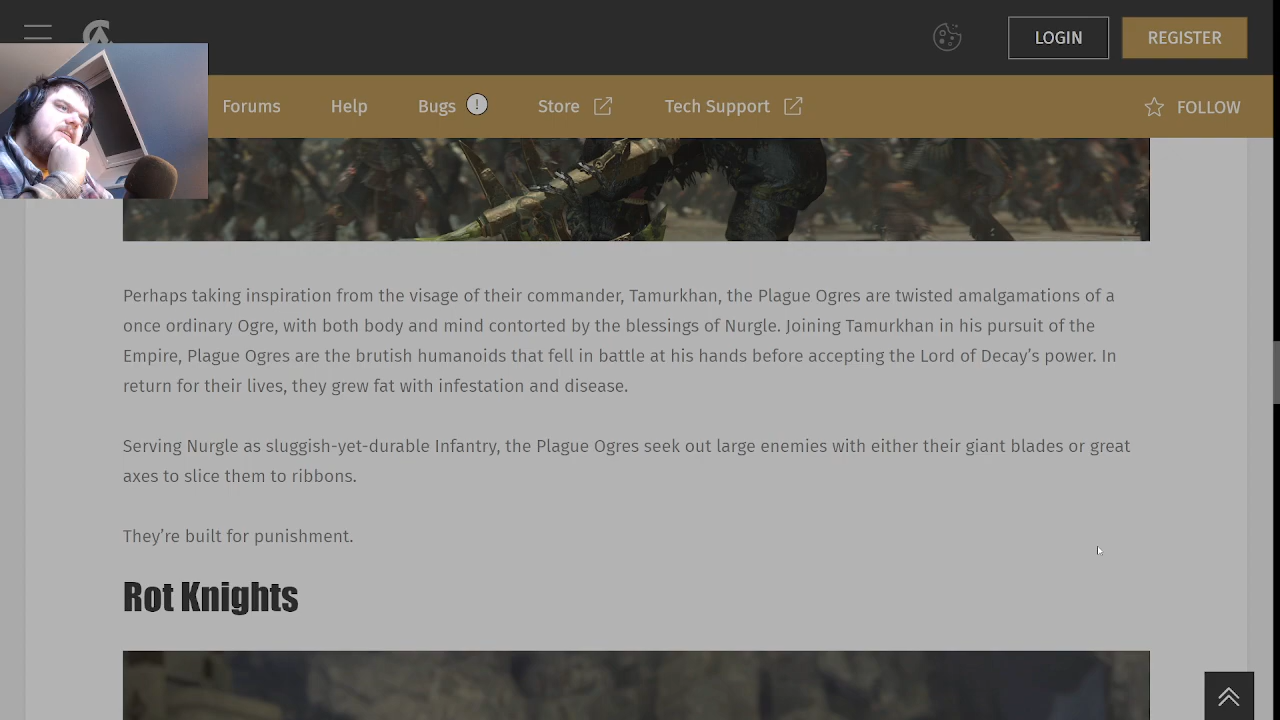 LOGIN
REGISTER
Forums
Help
Bugs
!
Store
Tech Support
FOLLOW
Perhaps taking inspiration from the visage of their commander, Tamurkhan, the Plague Ogres are twisted amalgamations of a
once ordinary Ogre, with both body and mind contorted by the blessings of Nurgle. Joining Tamurkhan in his pursuit of the
Empire, Plague Ogres are the brutish humanoids that fell in battle at his hands before accepting the Lord of Decay’s power. In
return for their lives, they grew fat with infestation and disease.
Serving Nurgle as sluggish-yet-durable Infantry, the Plague Ogres seek out large enemies with either their giant blades or great
axes to slice them to ribbons.
They’re built for punishment.
Rot Knights